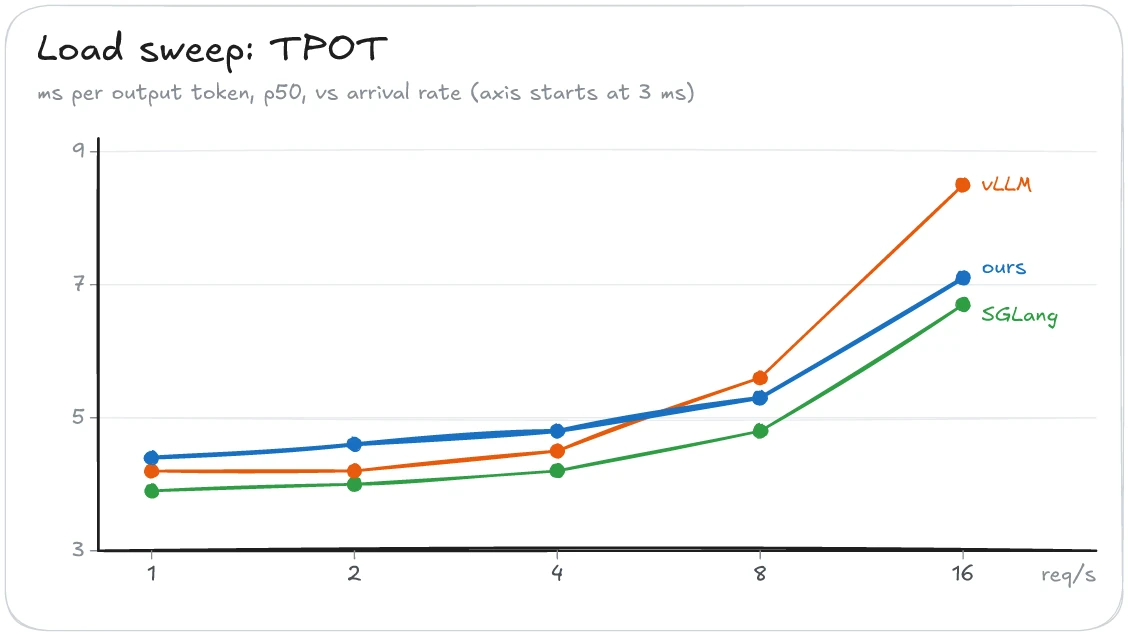 Load sweep: TPOT
ms per output token, p50, vs arrival rate (axis starts at 3 ms)
9
vLLM
ours
7
SGLang
5
3
1 2 4 8 16 req/s